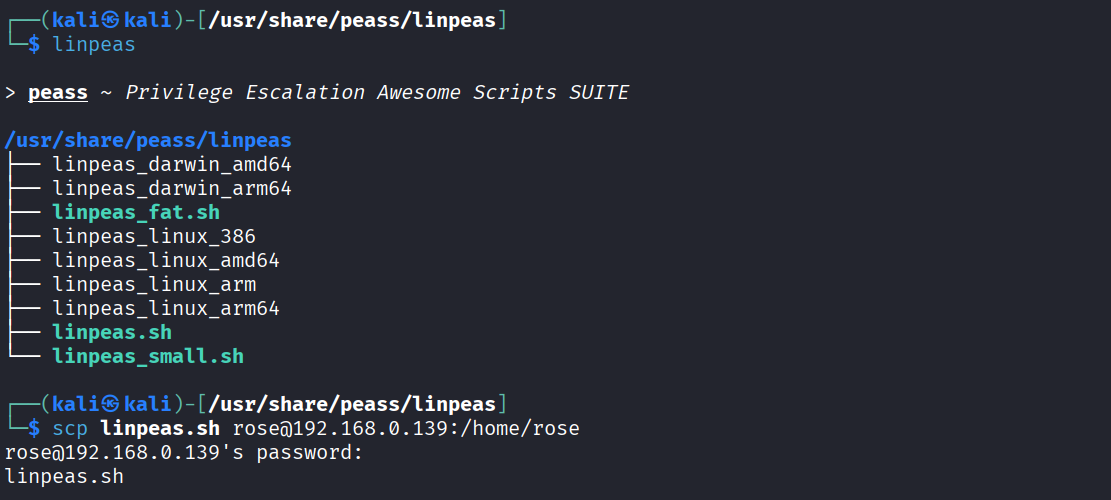 ┌──(kali㉿kali)-[/usr/share/peass/linpeas]
└─$ linpeas
> peass ~ Privilege Escalation Awesome Scripts SUITE
/usr/share/peass/linpeas
├── linpeas_darwin_amd64
├── linpeas_darwin_arm64
├── linpeas_fat.sh
├── linpeas_linux_386
├── linpeas_linux_amd64
├── linpeas_linux_arm
├── linpeas_linux_arm64
├── linpeas.sh
└── linpeas_small.sh
┌──(kali㉿kali)-[/usr/share/peass/linpeas]
└─$ scp linpeas.sh rose@192.168.0.139:/home/rose
rose@192.168.0.139's password:
linpeas.sh